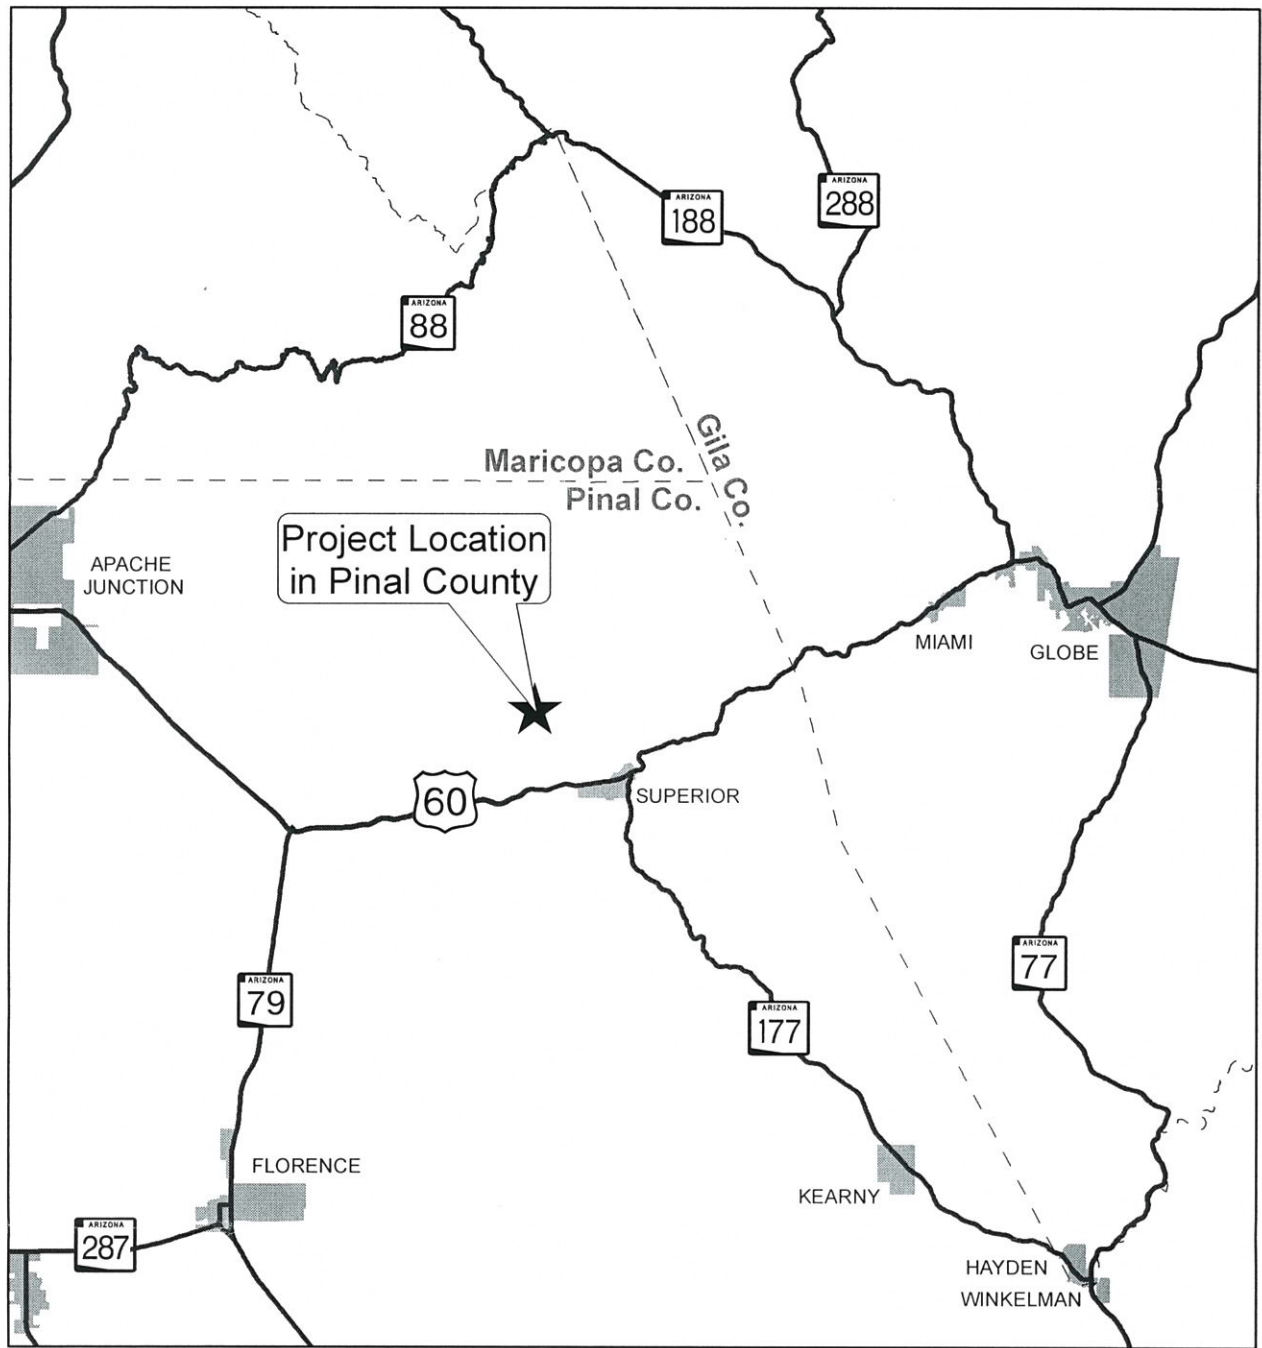 ARIZONA
288
ARIZONA
188
ARIZONA
88
Gila Co.
Maricopa Co.
Pinal Co.
Project Location
in Pinal County
APACHE
JUNCTION
MIAMI
GLOBE
60
SUPERIOR
ARIZONA
77
ARIZONA
79
ARIZONA
177
FLORENCE
KEARNY
ARIZONA
287
HAYDEN
WINKELMAN